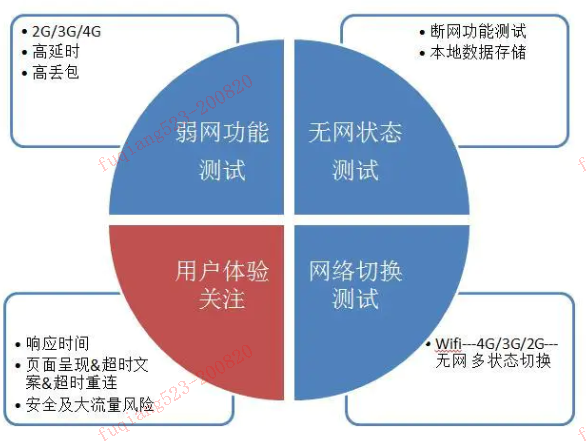 • 2G/3G/4G
• 高延时
• 高丢包
• 断网功能测试
• 本地数据存储
弱网功能
测试
无网状态
测试
用户体验
关注
网络切换
测试
• 响应时间
• 页面呈现&超时文
案&超时重连
• 安全及大流量风险
• Wifi---4G/3G/2G---
无网 多状态切换
fuqiang523-200820
fuqiang523-200820